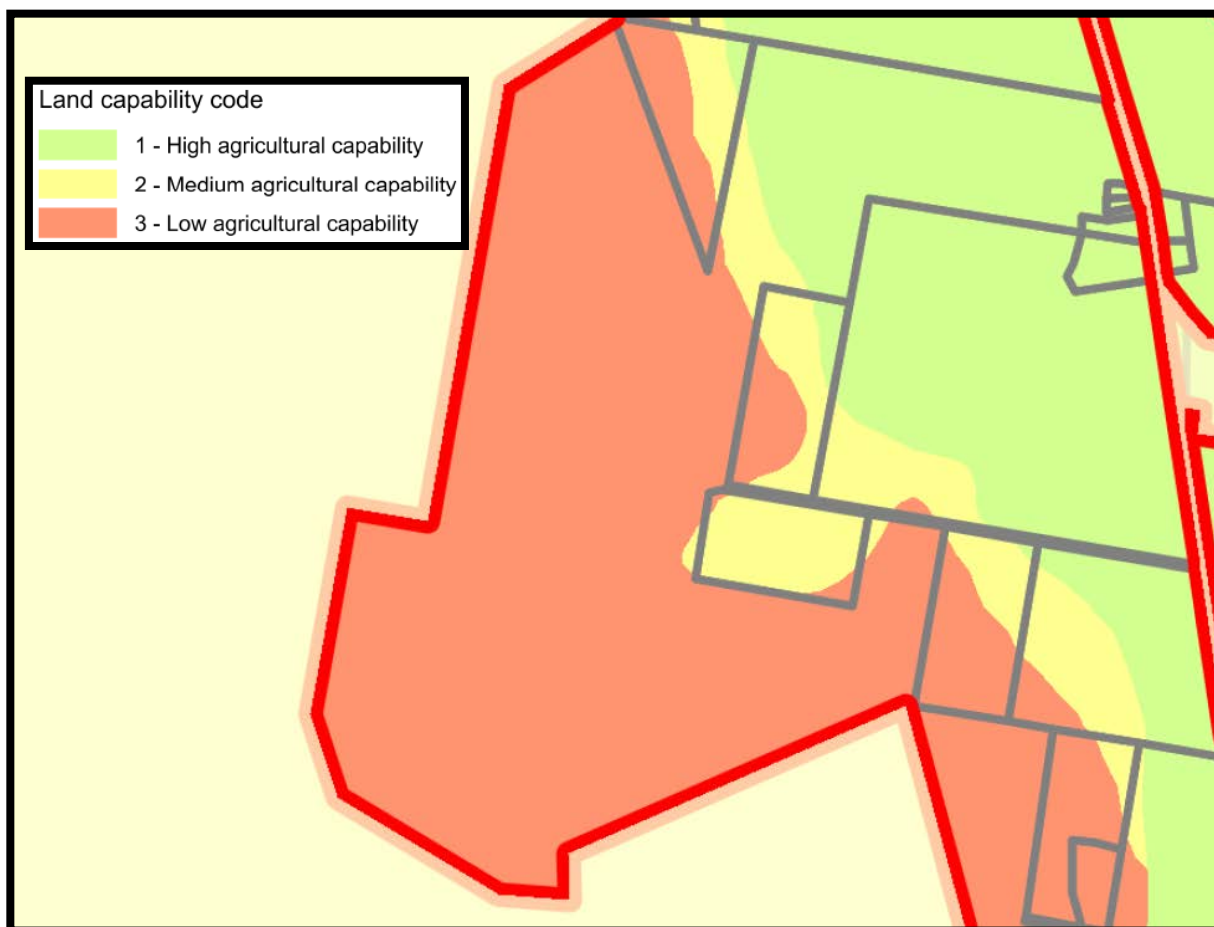 Land capability code
1 - High agricultural capability
2 - Medium agricultural capability
3 - Low agricultural capability